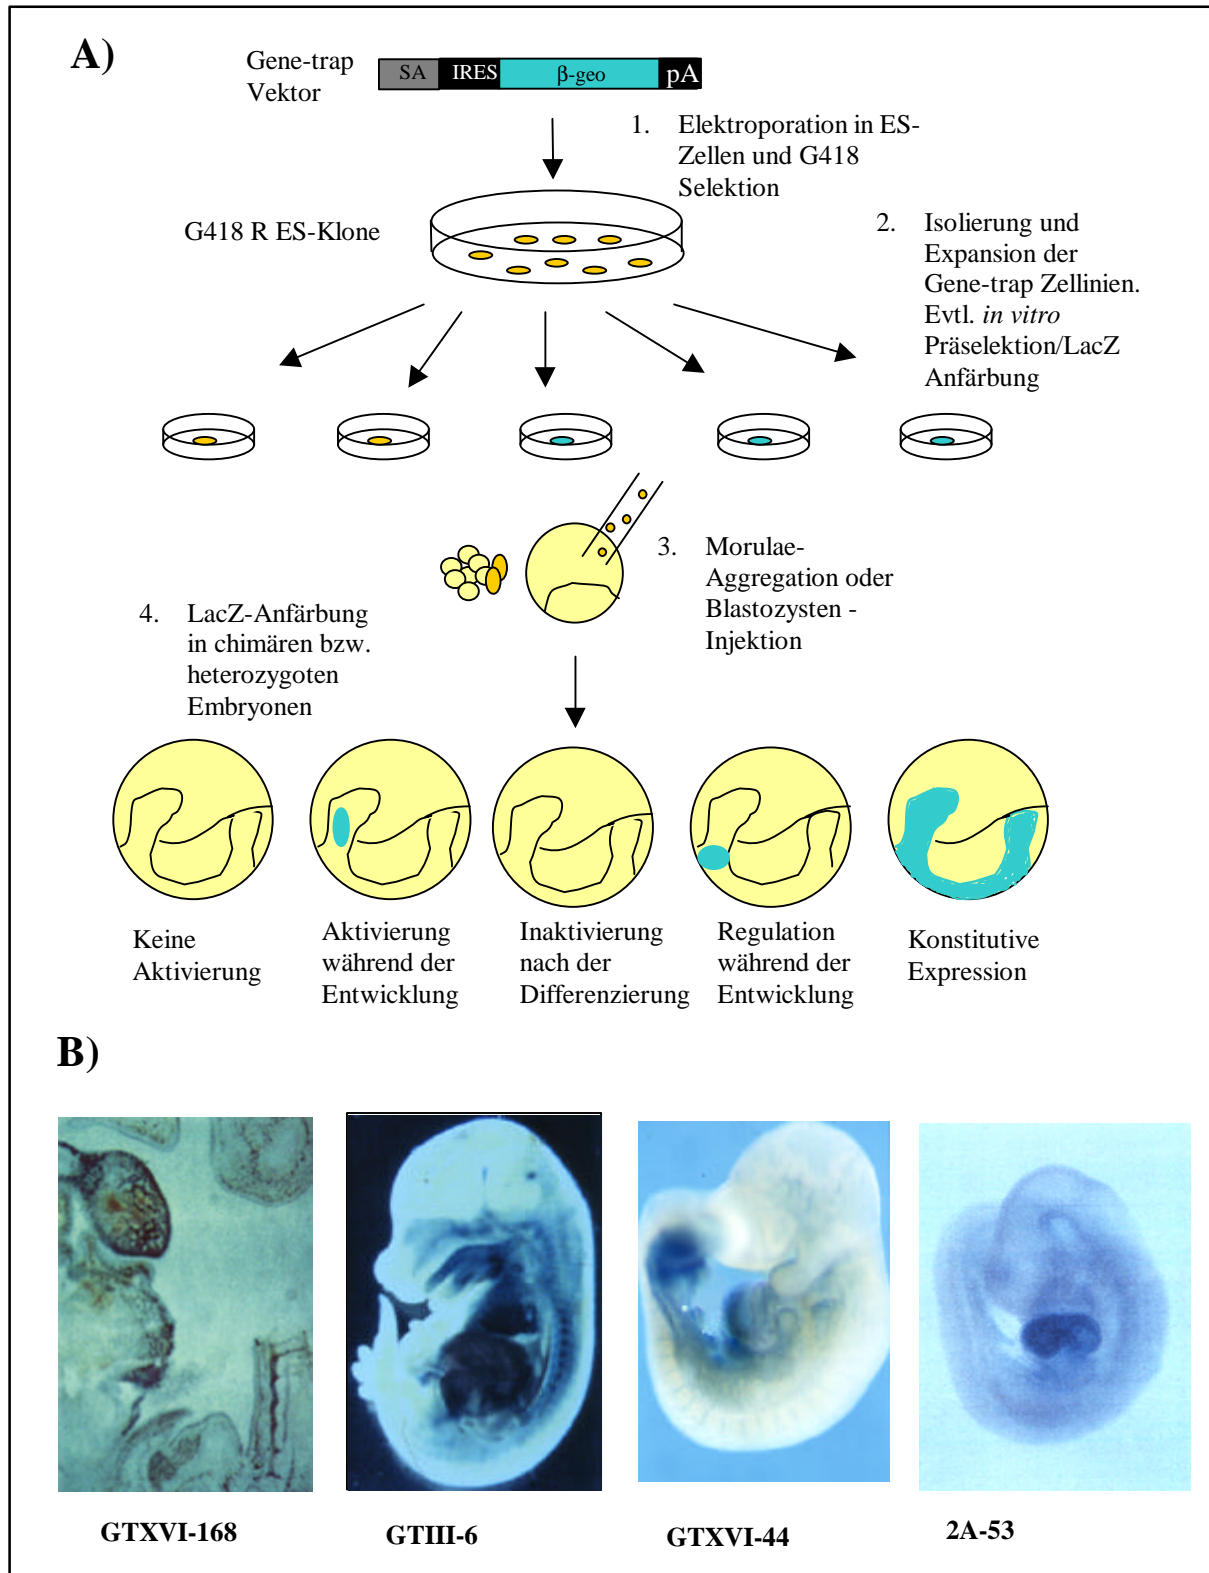 A)
Gene-trap
Vektor
SA IRES β-geo pA
1. Elektroporation in ES-
Zellen und G418
Selektion
G418 R ES-Klone
2. Isolierung und
Expansion der
Gene-trap Zellinien.
Evtl. in vitro
Präselektion/LacZ
Anfärbung
3. Morulae-
Aggregation oder
Blastozysten -
Injektion
4. LacZ-Anfärbung
in chimären bzw.
heterozygoten
Embryonen
Keine
Aktivierung
Aktivierung
während der
Entwicklung
Inaktivierung
nach der
Differenzierung
Regulation
während der
Entwicklung
Konstitutive
Expression
B)
GTXVI-168
GTIII-6
GTXVI-44
2A-53